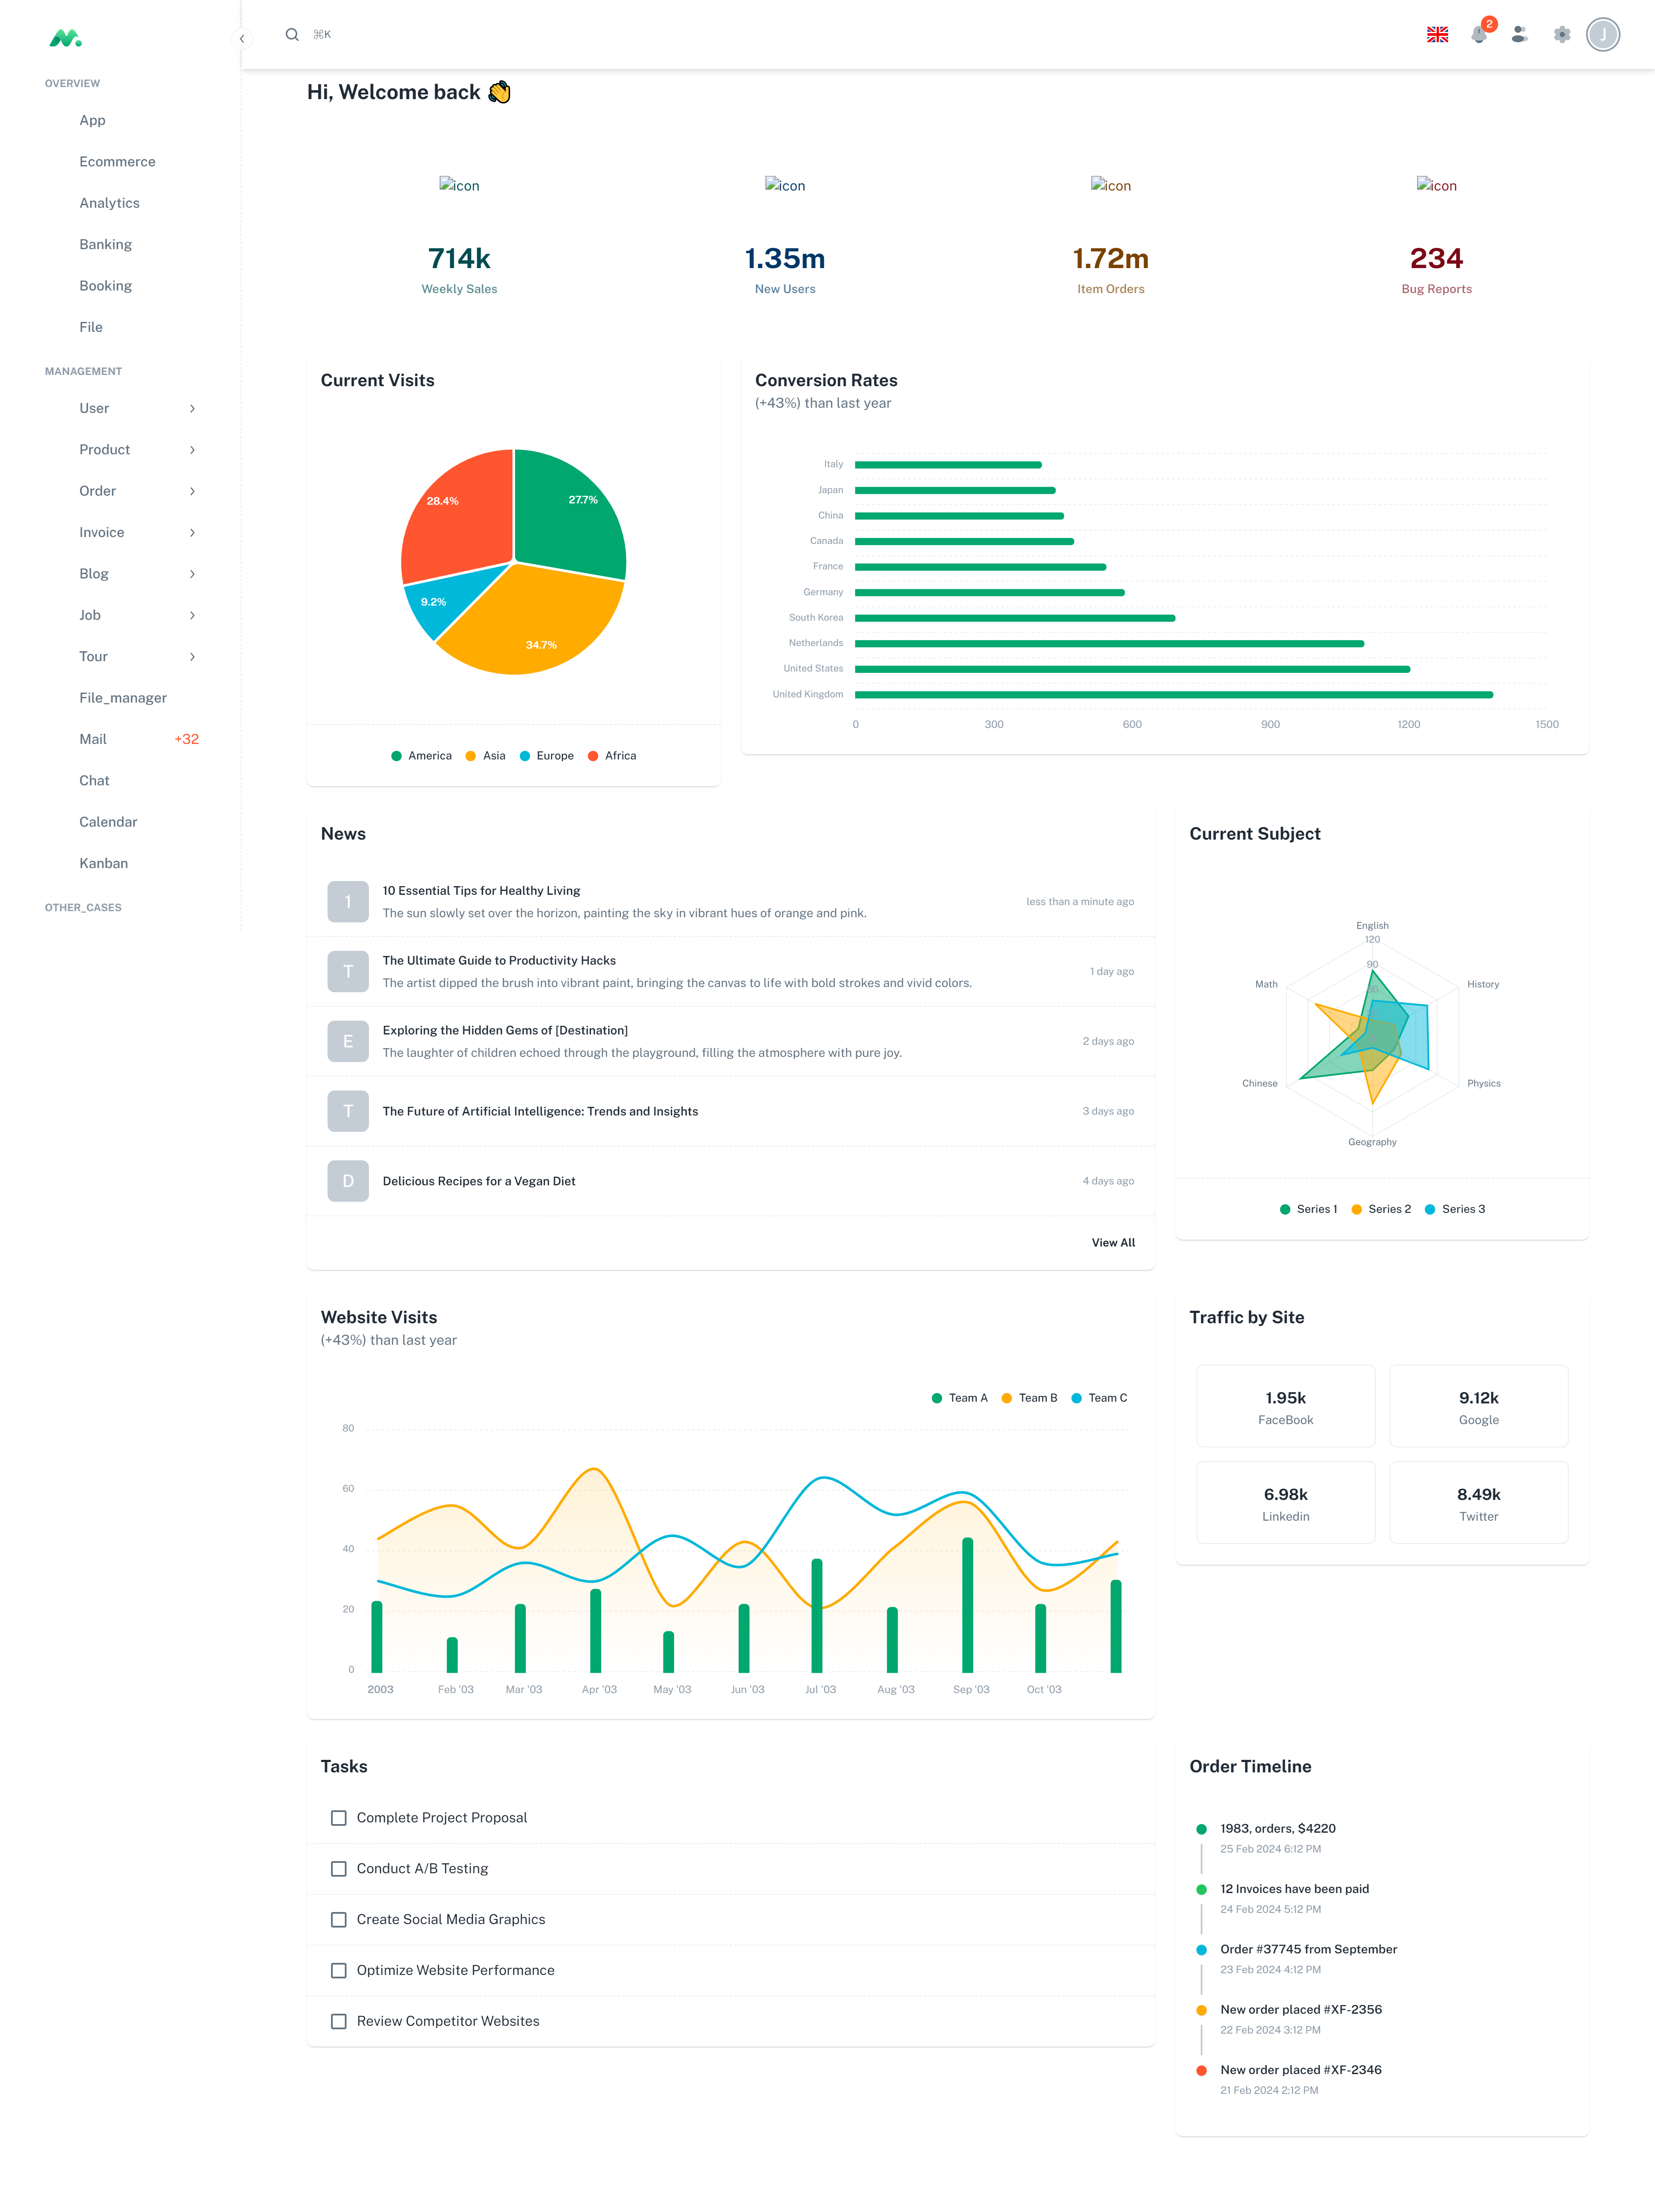 ⌘K
2
J
OVERVIEW
App
Ecommerce
Analytics
Banking
Booking
File
MANAGEMENT
User
Product
Order
Invoice
Blog
Job
Tour
File_manager
Mail +32
Chat
Calendar
Kanban
OTHER_CASES
Hi, Welcome back 👋
icon
714k
Weekly Sales
icon
1.35m
New Users
icon
1.72m
Item Orders
icon
234
Bug Reports
Current Visits
28.4%
27.7%
9.2%
34.7%
America Asia Europe Africa
Conversion Rates
(+43%) than last year
Italy
Japan
China
Canada
France
Germany
South Korea
Netherlands
United States
United Kingdom
0 300 600 900 1200 1500
News
1
10 Essential Tips for Healthy Living
The sun slowly set over the horizon, painting the sky in vibrant hues of orange and pink.
less than a minute ago
T
The Ultimate Guide to Productivity Hacks
The artist dipped the brush into vibrant paint, bringing the canvas to life with bold strokes and vivid colors.
1 day ago
E
Exploring the Hidden Gems of [Destination]
The laughter of children echoed through the playground, filling the atmosphere with pure joy.
2 days ago
T
The Future of Artificial Intelligence: Trends and Insights
3 days ago
D
Delicious Recipes for a Vegan Diet
4 days ago
View All
Current Subject
English
120
90
Math
History
Chinese
Physics
Geography
Series 1 Series 2 Series 3
Website Visits
(+43%) than last year
Team A Team B Team C
80
60
40
20
0
2003 Feb '03 Mar '03 Apr '03 May '03 Jun '03 Jul '03 Aug '03 Sep '03 Oct '03
Traffic by Site
1.95k
FaceBook
9.12k
Google
6.98k
Linkedin
8.49k
Twitter
Tasks
Complete Project Proposal
Conduct A/B Testing
Create Social Media Graphics
Optimize Website Performance
Review Competitor Websites
Order Timeline
1983, orders, $4220
25 Feb 2024 6:12 PM
12 Invoices have been paid
24 Feb 2024 5:12 PM
Order #37745 from September
23 Feb 2024 4:12 PM
New order placed #XF-2356
22 Feb 2024 3:12 PM
New order placed #XF-2346
21 Feb 2024 2:12 PM